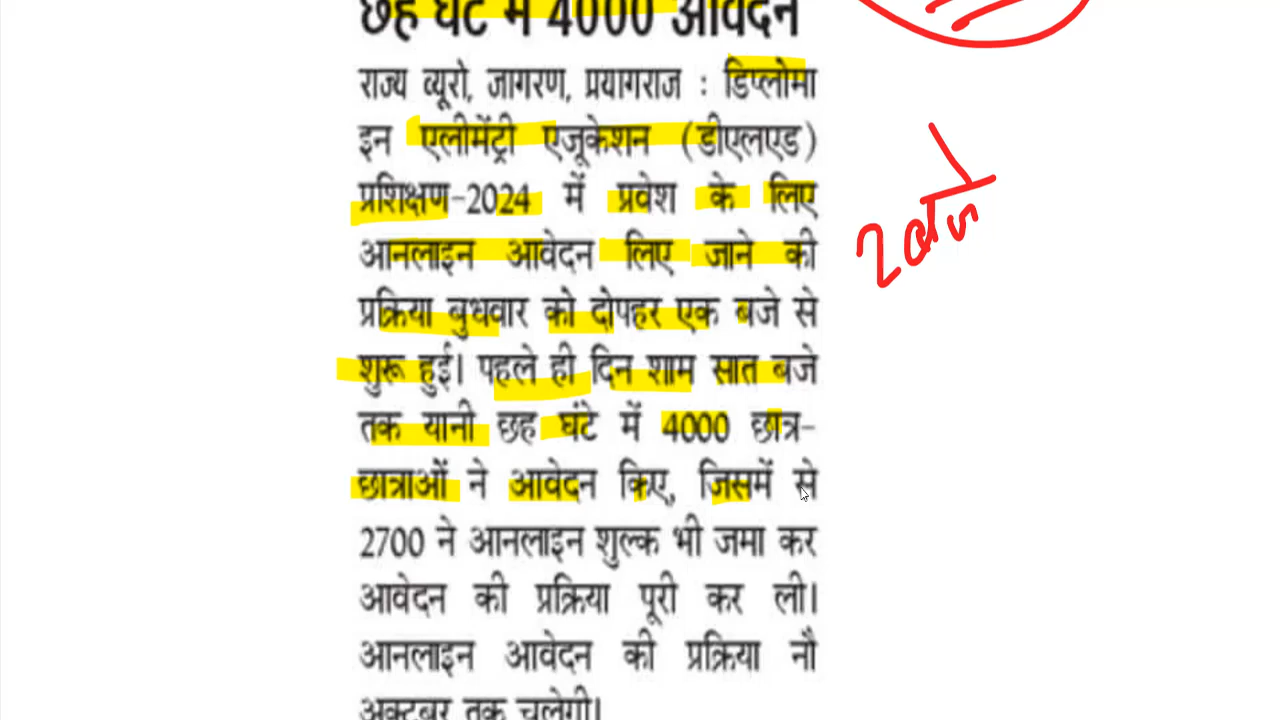 छह घंटे में 4000 आवेदन
राज्य ब्यूरो, जागरण, प्रयागराज : डिप्लोमा
इन एलीमेंट्री एजूकेशन (डीएलएड)
प्रशिक्षण-2024 में प्रवेश के लिए
आनलाइन आवेदन लिए जाने की
प्रक्रिया बुधवार को दोपहर एक बजे से
शुरू हुई। पहले ही दिन शाम सात बजे
तक यानी छह घंटे में 4000 छात्र-
छात्राओं ने आवेदन किए, जिसमें से
2700 ने आनलाइन शुल्क भी जमा कर
आवेदन की प्रक्रिया पूरी कर ली।
आनलाइन आवेदन की प्रक्रिया नौ
अक्टूबर तक चलेगी।